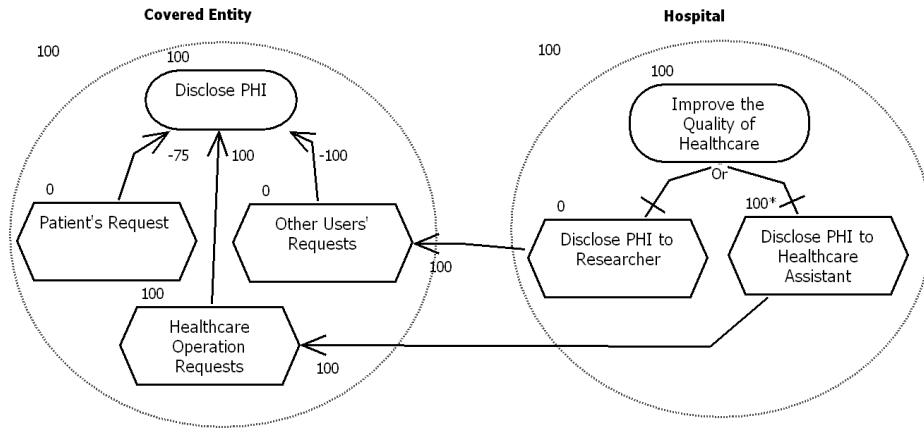 Covered Entity
Hospital
100
100
100
100
Disclose PHI
Improve the
Quality of
Healthcare
-75
100
-100
Or
0
0
0
100*
Patient's Request
Other Users'
Requests
Disclose PHI to
Researcher
Disclose PHI to
Healthcare
Assistant
100
100
Healthcare
Operation
Requests
100